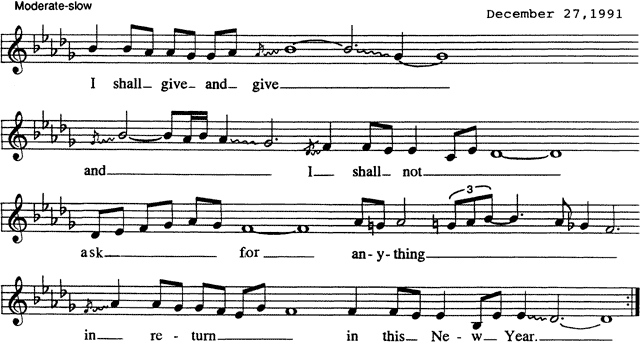 Moderate-slow
December 27,1991
I shall give and give
and I shall not
3
ask for an-y-thing
in re-turn in this Ne-w Year.